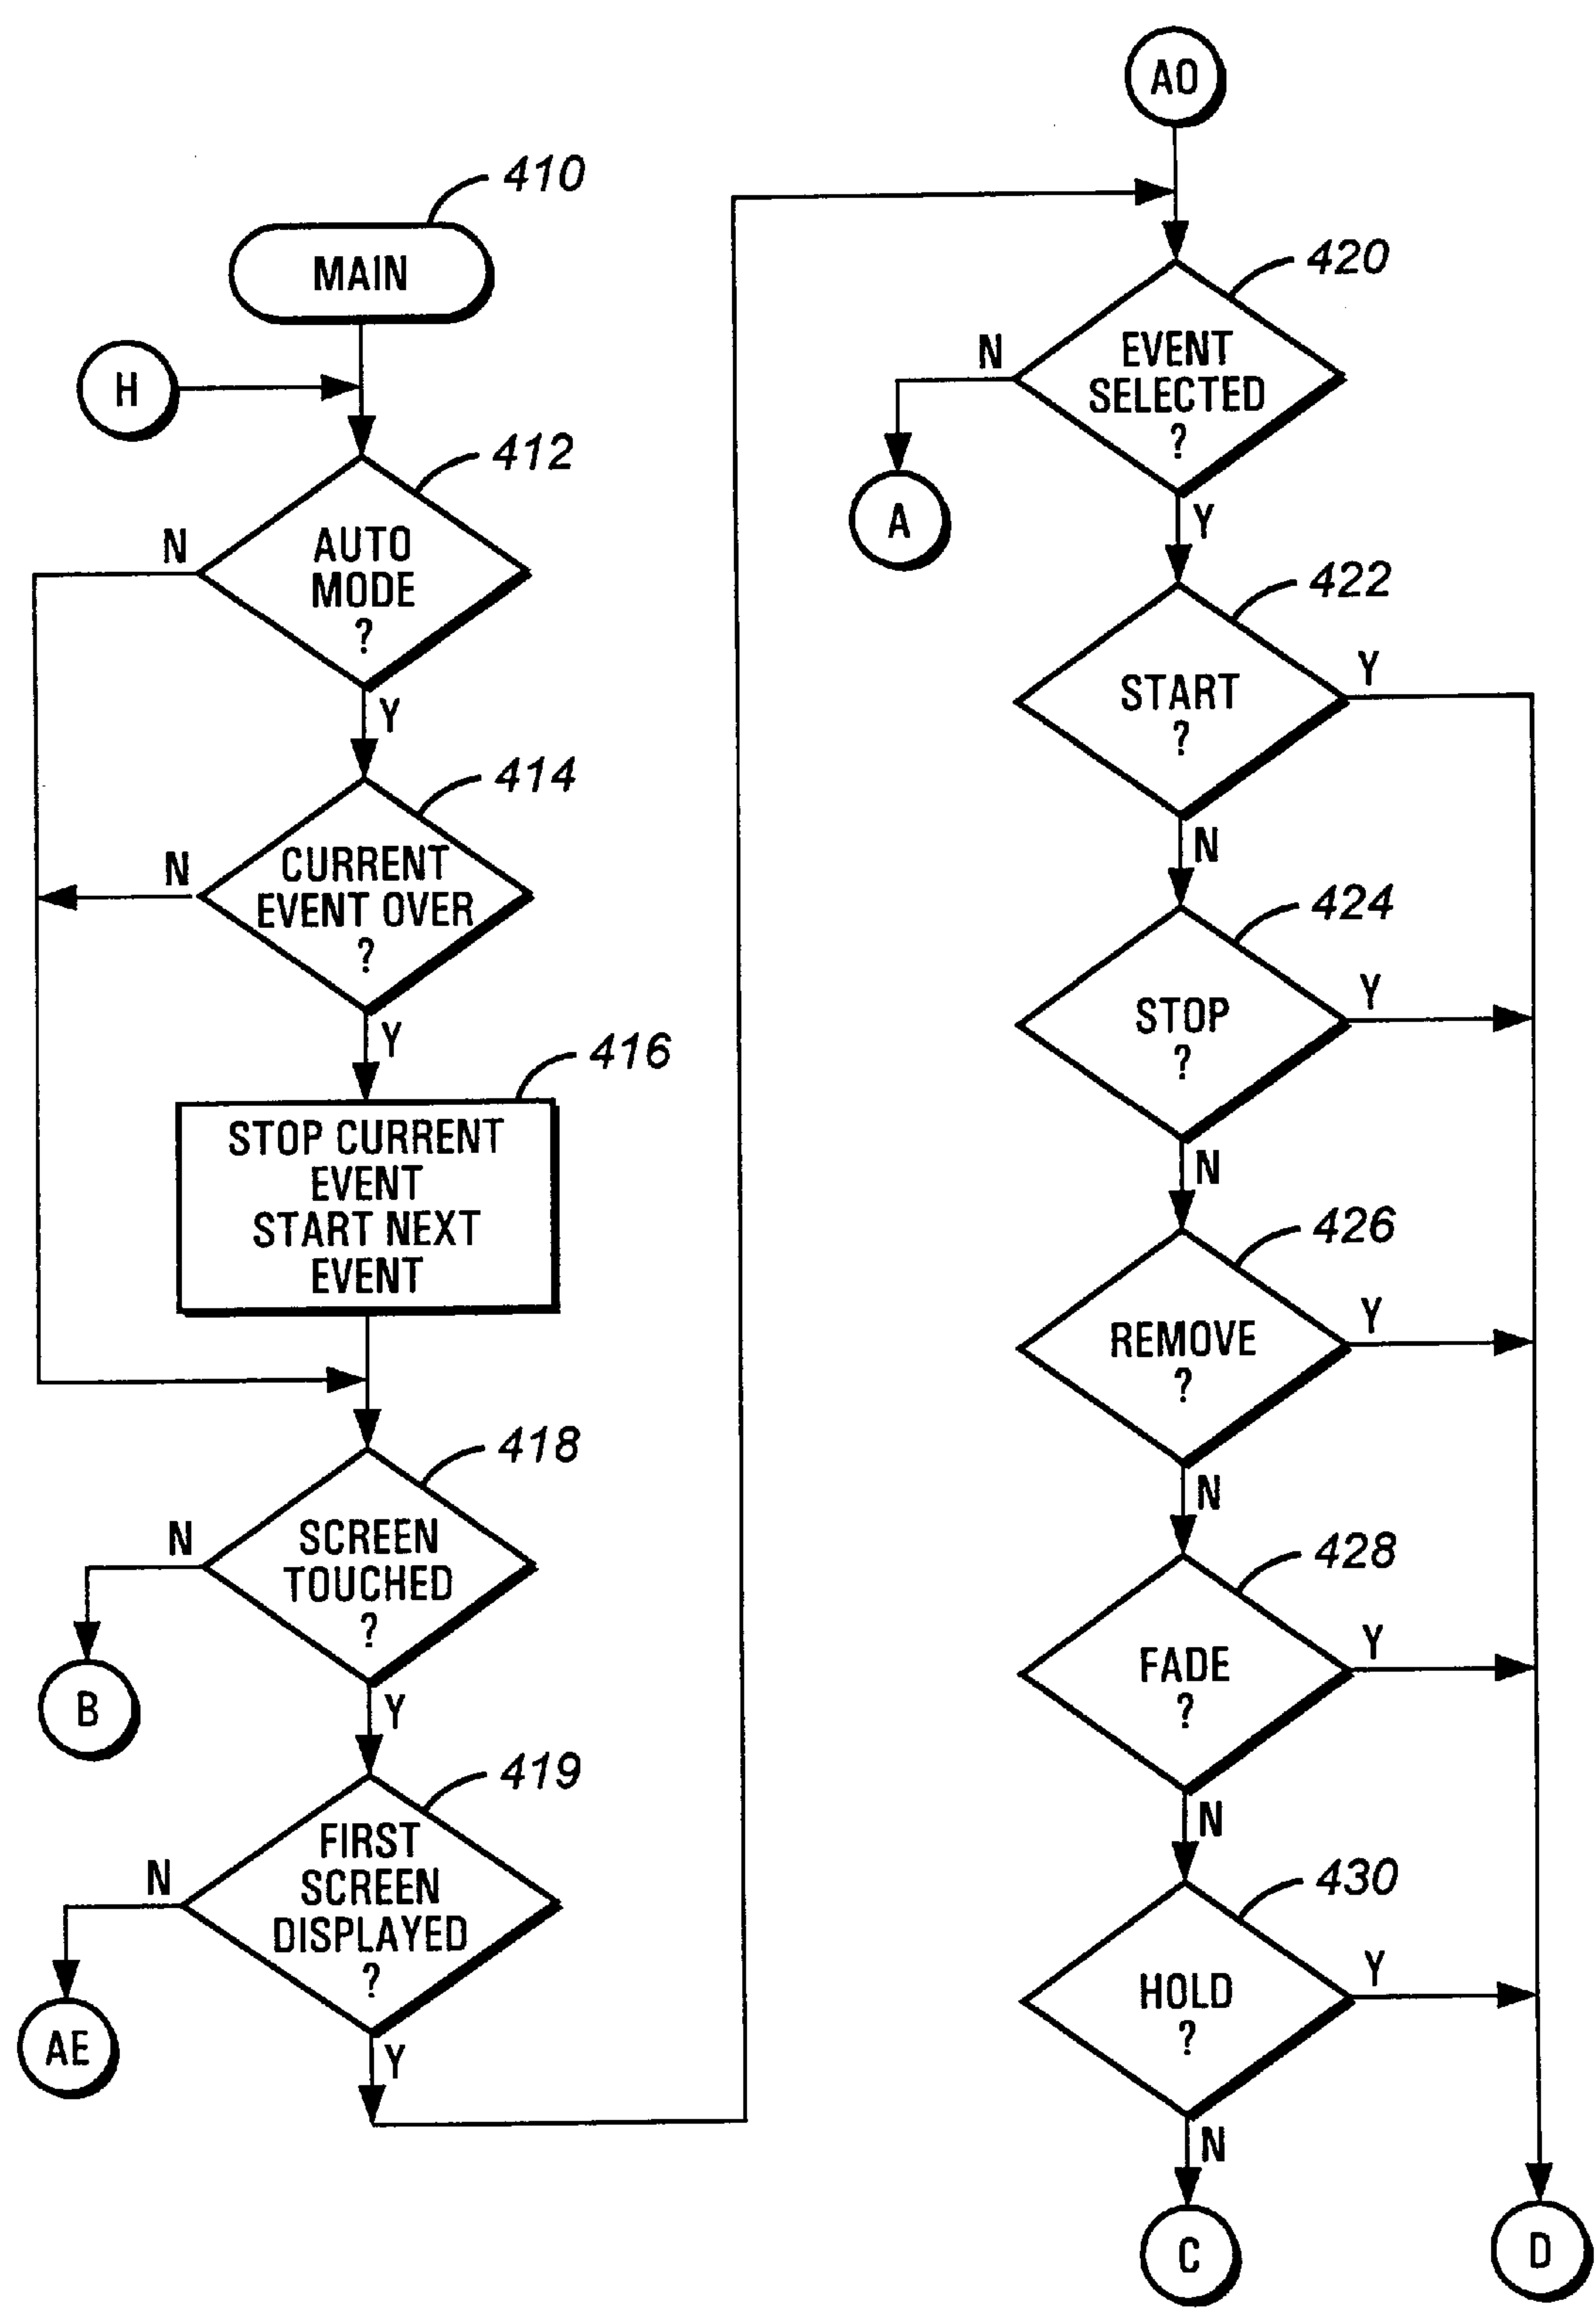 410
MAIN
H
412
N
AUTO
MODE
?
Y
414
N
CURRENT
EVENT OVER
?
Y
416
STOP CURRENT
EVENT
START NEXT
EVENT
418
N
SCREEN
TOUCHED
?
B
Y
419
N
FIRST
SCREEN
DISPLAYED
?
AE
Y
AO
420
N
EVENT
SELECTED
?
A
Y
422
START
?
Y
N
424
STOP
?
Y
N
426
REMOVE
?
Y
N
428
FADE
?
Y
N
430
HOLD
?
Y
N
C
D